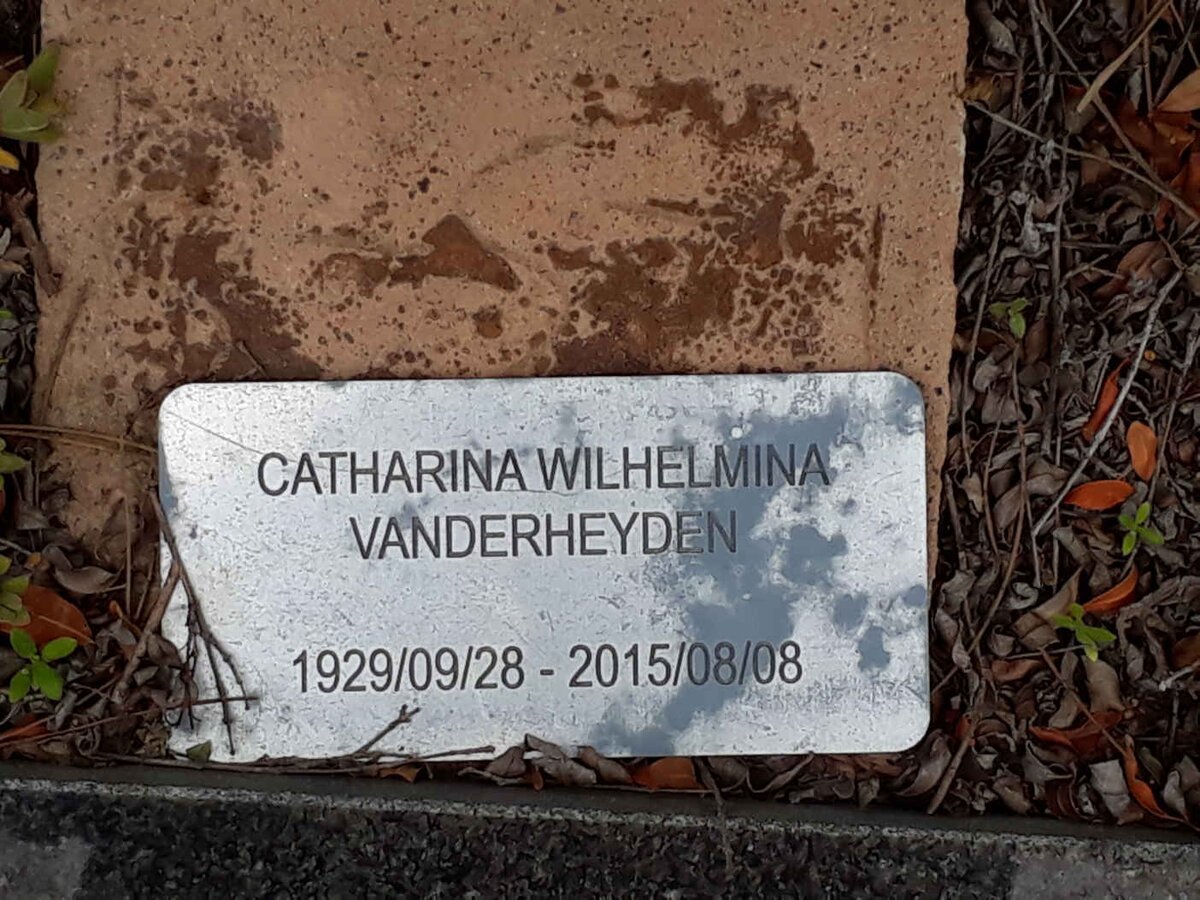 CATHARINA WILHELMINA
VANDERHEYDEN
1929/09/28 - 2015/08/08